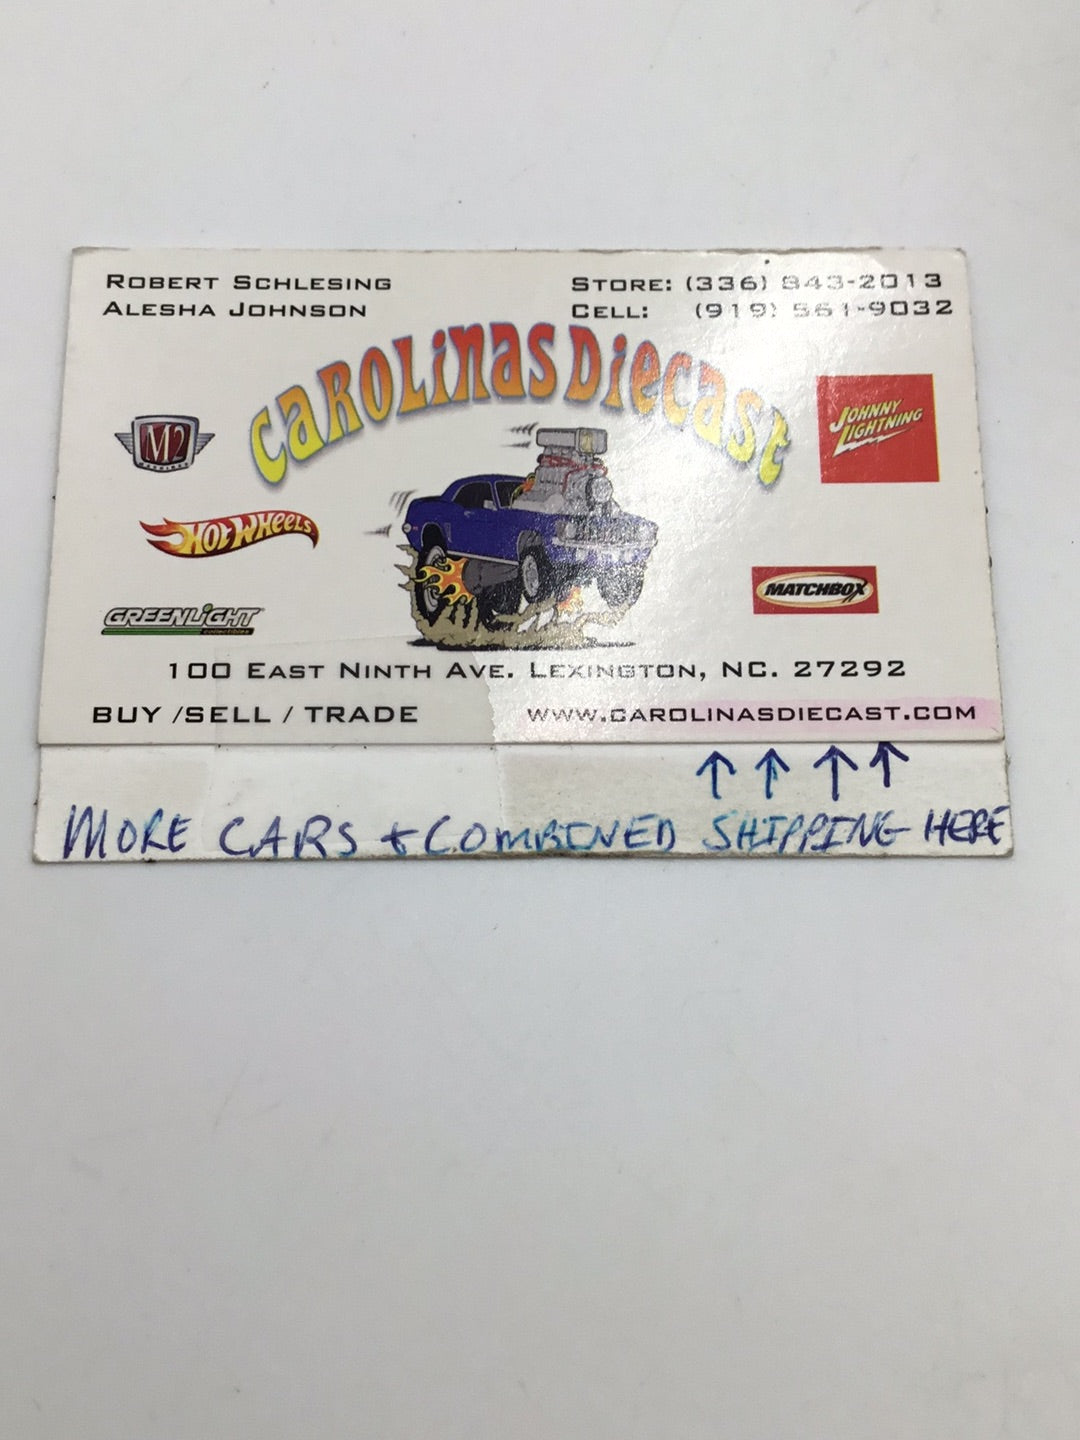 ROBERT SCHLESING
ALESHA JOHNSON
STORE: (336) 843-2013
CELL: (919) 561-9032
CAROLINAS DIECAST
M2
MACHINES
JOHNNY
LIGHTNING
HOT WHEELS
MATCHBOX
GREENLIGHT
collectibles
100 EAST NINTH AVE. LEXINGTON, NC. 27292
BUY /SELL / TRADE
WWW.CAROLINASDIECAST.COM
MORE CARS + COMBINED SHIPPING HERE